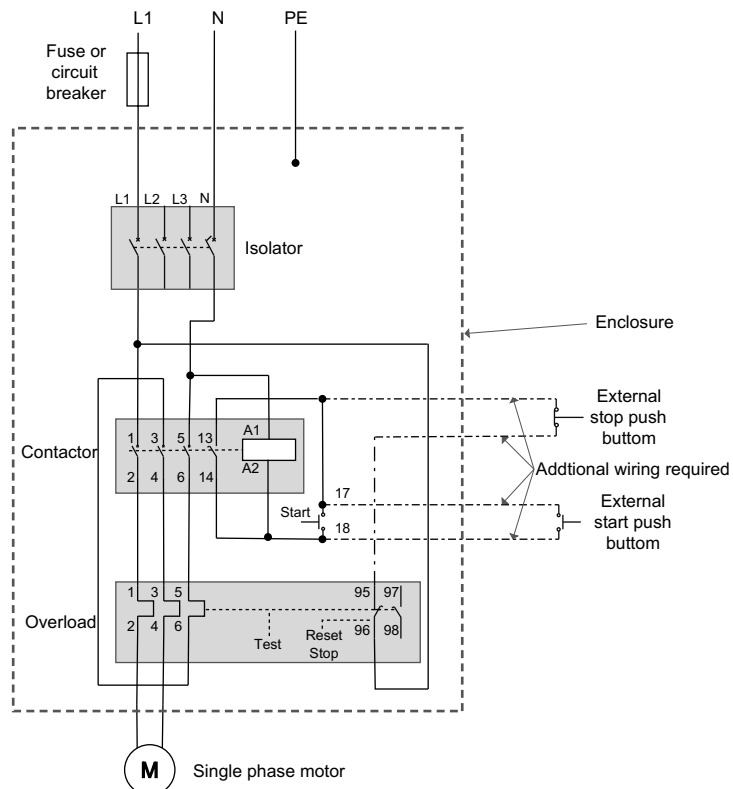 L1 N PE
Fuse or
circuit
breaker
L1 L2 L3 N
Isolator
Enclosure
External
stop push
buttom
Contactor
1 3 5 13 A1
2 4 6 14 A2
Addtional wiring required
17
Start
18
External
start push
buttom
Overload
1 3 5 95 97
2 4 6 96 98
Test
Reset
Stop
M
Single phase motor